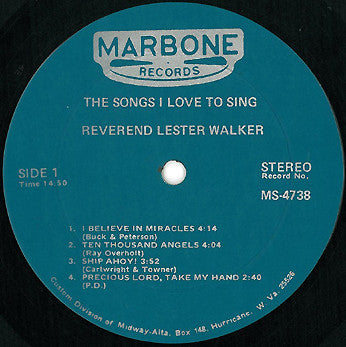 MARBONE
RECORDS
THE SONGS I LOVE TO SING
REVEREND LESTER WALKER
SIDE 1
Time 14:50
STEREO
Record No.
MS-4738
1. I BELIEVE IN MIRACLES 4:14
(Buck & Peterson)
2. TEN THOUSAND ANGELS 4:04
(Ray Overholt)
3. SHIP AHOY! 3:52
(Cartwright & Towner)
4. PRECIOUS LORD, TAKE MY HAND 2:40
(P.D.)
Custom Division of Midway-Alfa, Box 148, Hurricane, W. Va. 25526